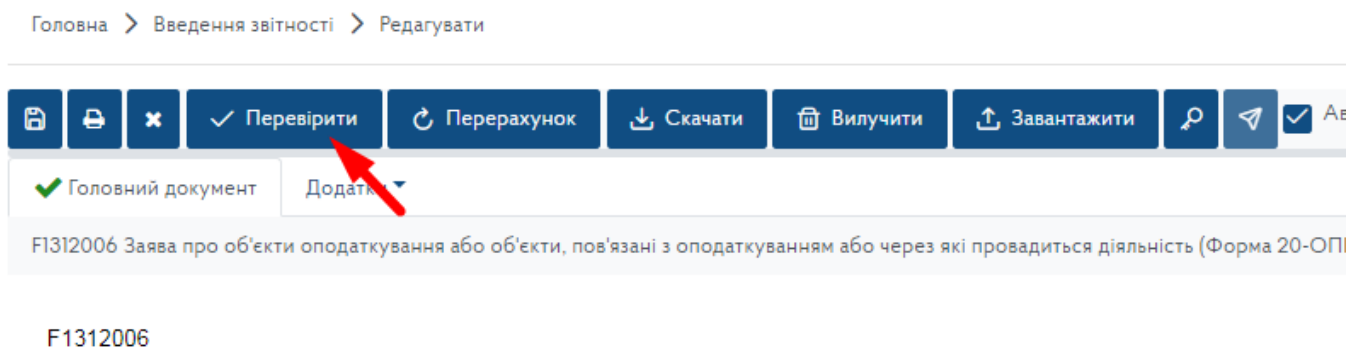 Головна > Введення звітності > Редагувати
Перевірити Перерахунок Скачати Вилучити Завантажити
Головний документ Додатки
F1312006 Заява про об'єкти оподаткування або об'єкти, пов'язані з оподаткуванням або через які провадиться діяльність (Форма 20-ОПП
F1312006